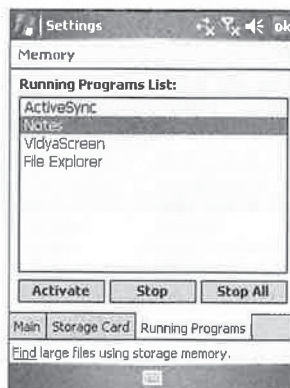 Settings ok
Memory
Running Programs List:
ActiveSync
Notes
VidyaScreen
File Explorer
Activate Stop Stop All
Main Storage Card Running Programs
Find large files using storage memory.